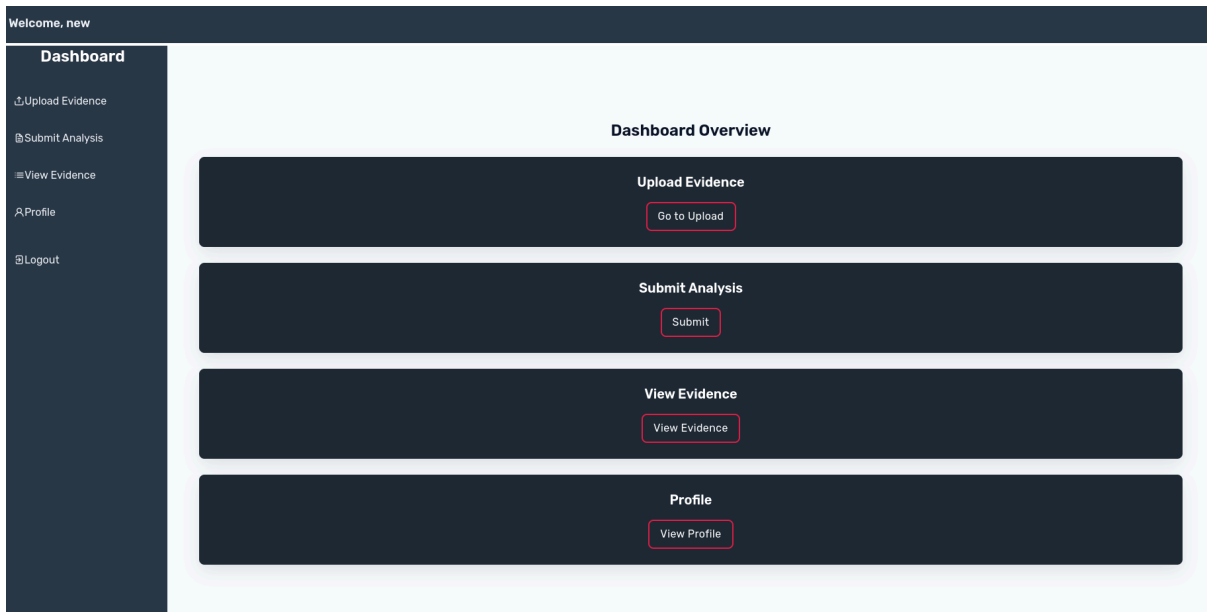 Welcome, new
Dashboard
Upload Evidence
Submit Analysis
View Evidence
Profile
Logout
Dashboard Overview
Upload Evidence
Go to Upload
Submit Analysis
Submit
View Evidence
View Evidence
Profile
View Profile